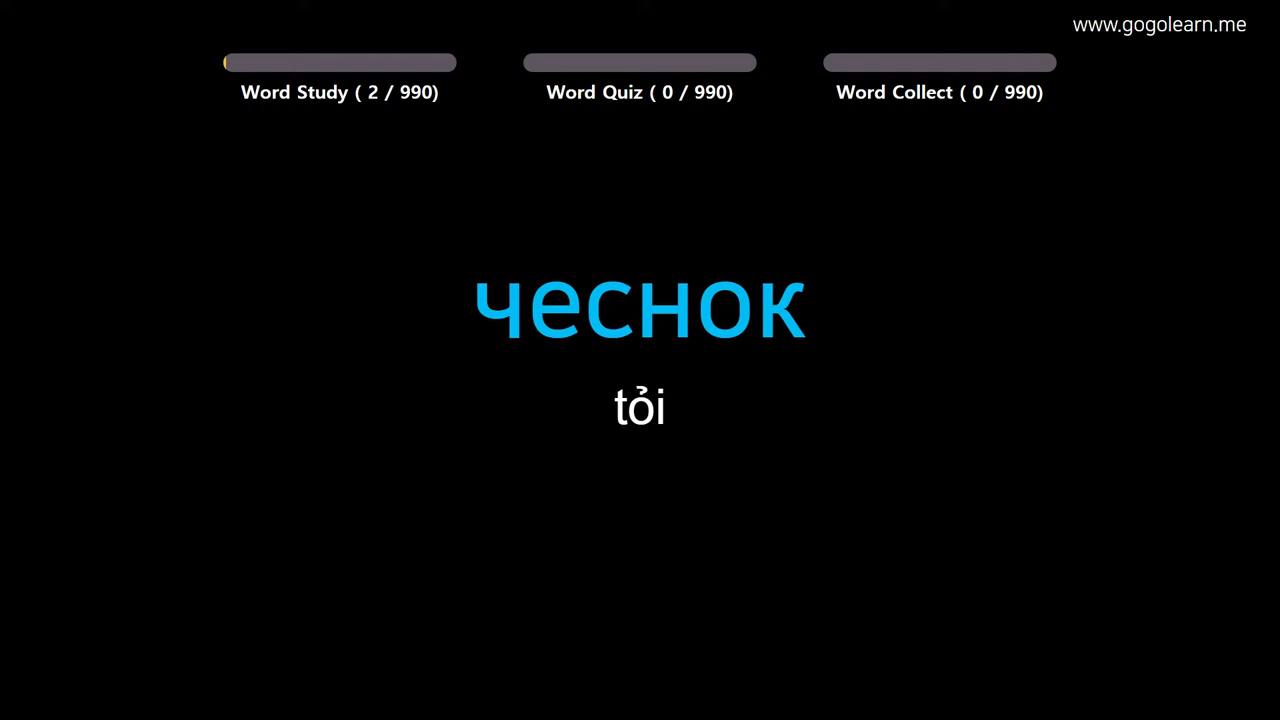 www.gogolearn.me
Word Study ( 2 / 990)
Word Quiz ( 0 / 990)
Word Collect ( 0 / 990)
чеснок
tỏi